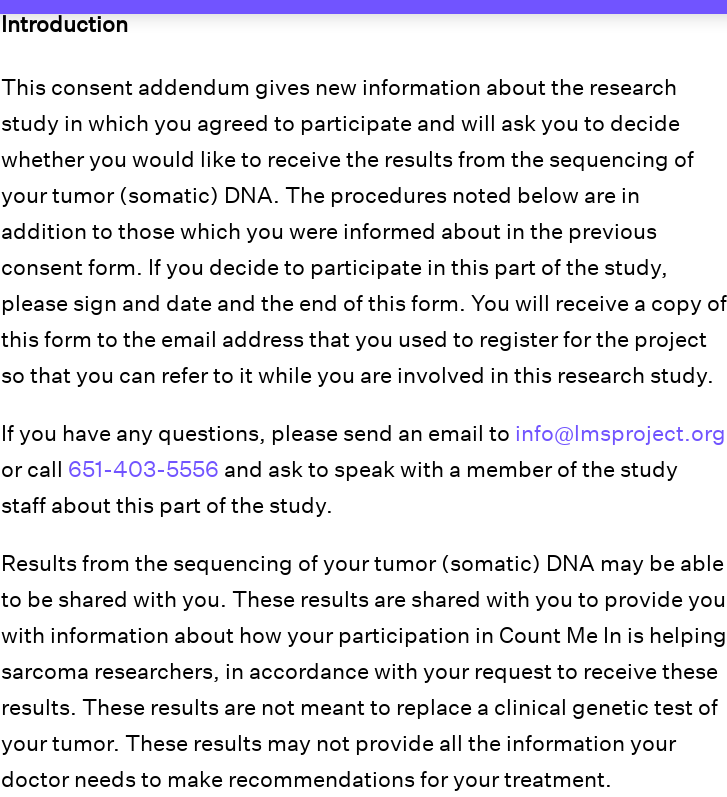 Introduction
This consent addendum gives new information about the research
study in which you agreed to participate and will ask you to decide
whether you would like to receive the results from the sequencing of
your tumor (somatic) DNA. The procedures noted below are in
addition to those which you were informed about in the previous
consent form. If you decide to participate in this part of the study,
please sign and date and the end of this form. You will receive a copy of
this form to the email address that you used to register for the project
so that you can refer to it while you are involved in this research study.
If you have any questions, please send an email to info@lmsproject.org
or call 651-403-5556 and ask to speak with a member of the study
staff about this part of the study.
Results from the sequencing of your tumor (somatic) DNA may be able
to be shared with you. These results are shared with you to provide you
with information about how your participation in Count Me In is helping
sarcoma researchers, in accordance with your request to receive these
results. These results are not meant to replace a clinical genetic test of
your tumor. These results may not provide all the information your
doctor needs to make recommendations for your treatment.